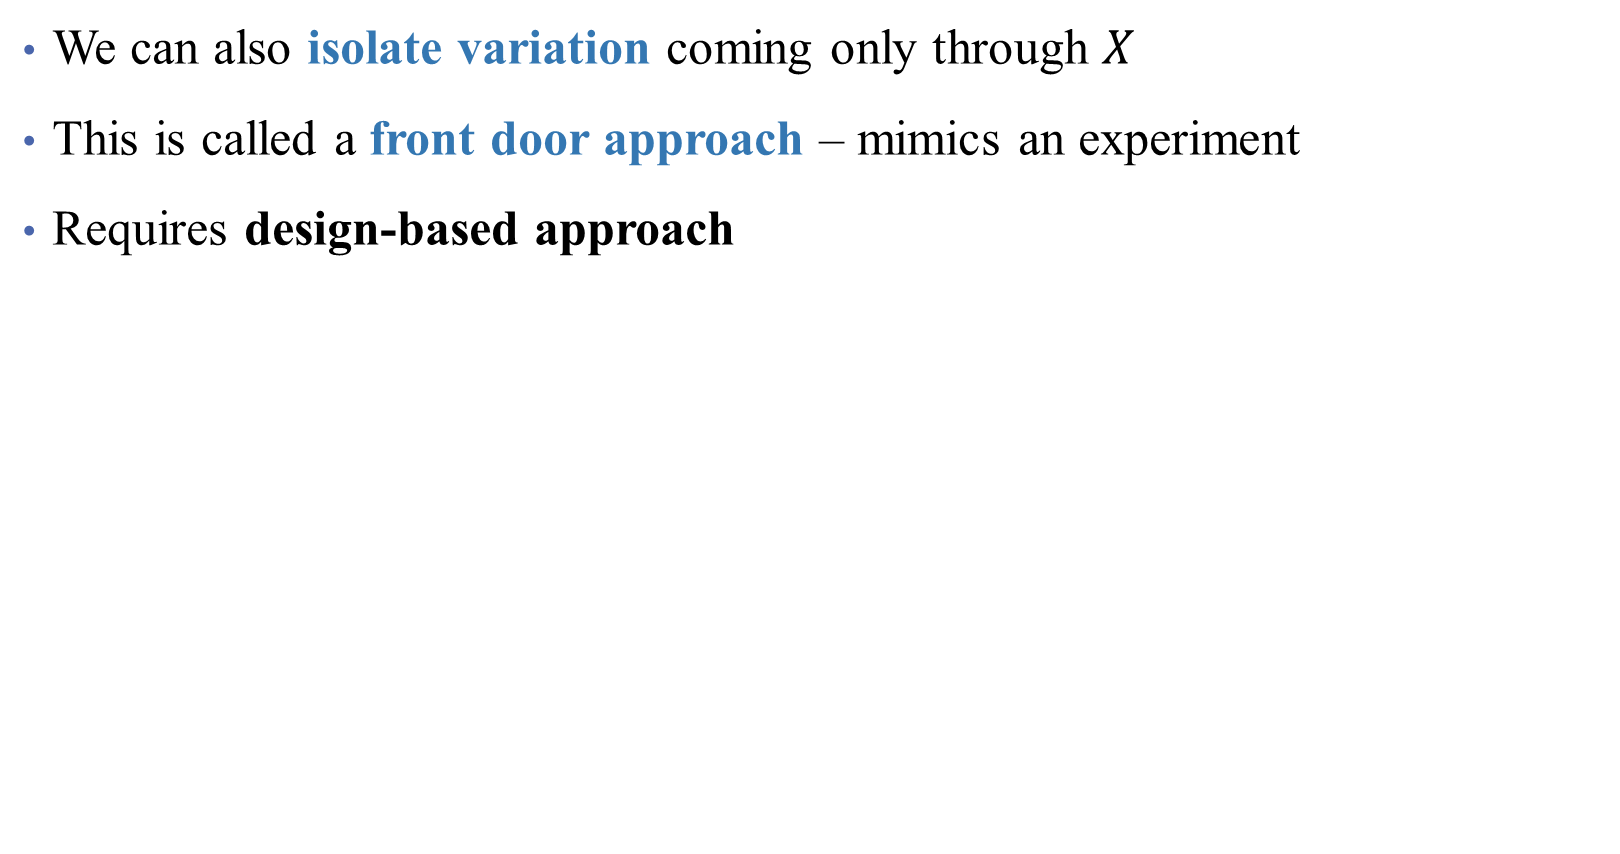 • We can also isolate variation coming only through X
• This is called a front door approach – mimics an experiment
• Requires design-based approach